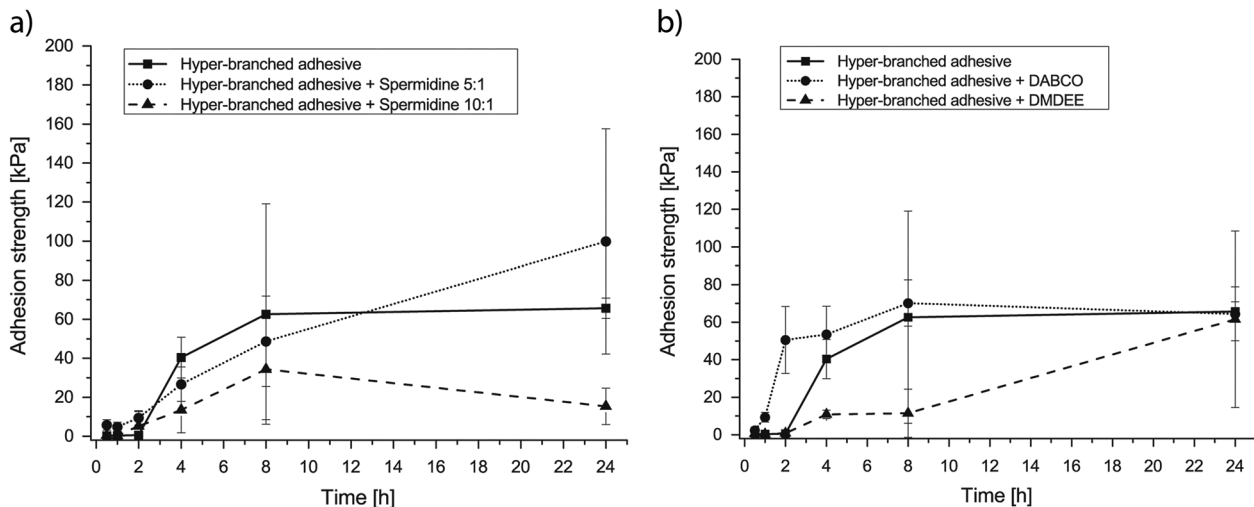 a)
Hyper-branched adhesive
Hyper-branched adhesive + Spermidine 5:1
Hyper-branched adhesive + Spermidine 10:1
Adhesion strength [kPa]
200
180
160
140
120
100
80
60
40
20
0
0 2 4 6 8 10 12 14 16 18 20 22 24
Time [h]
b)
Hyper-branched adhesive
Hyper-branched adhesive + DABCO
Hyper-branched adhesive + DMDEE
Adhesion strength [kPa]
200
180
160
140
120
100
80
60
40
20
0
0 2 4 6 8 10 12 14 16 18 20 22 24
Time [h]